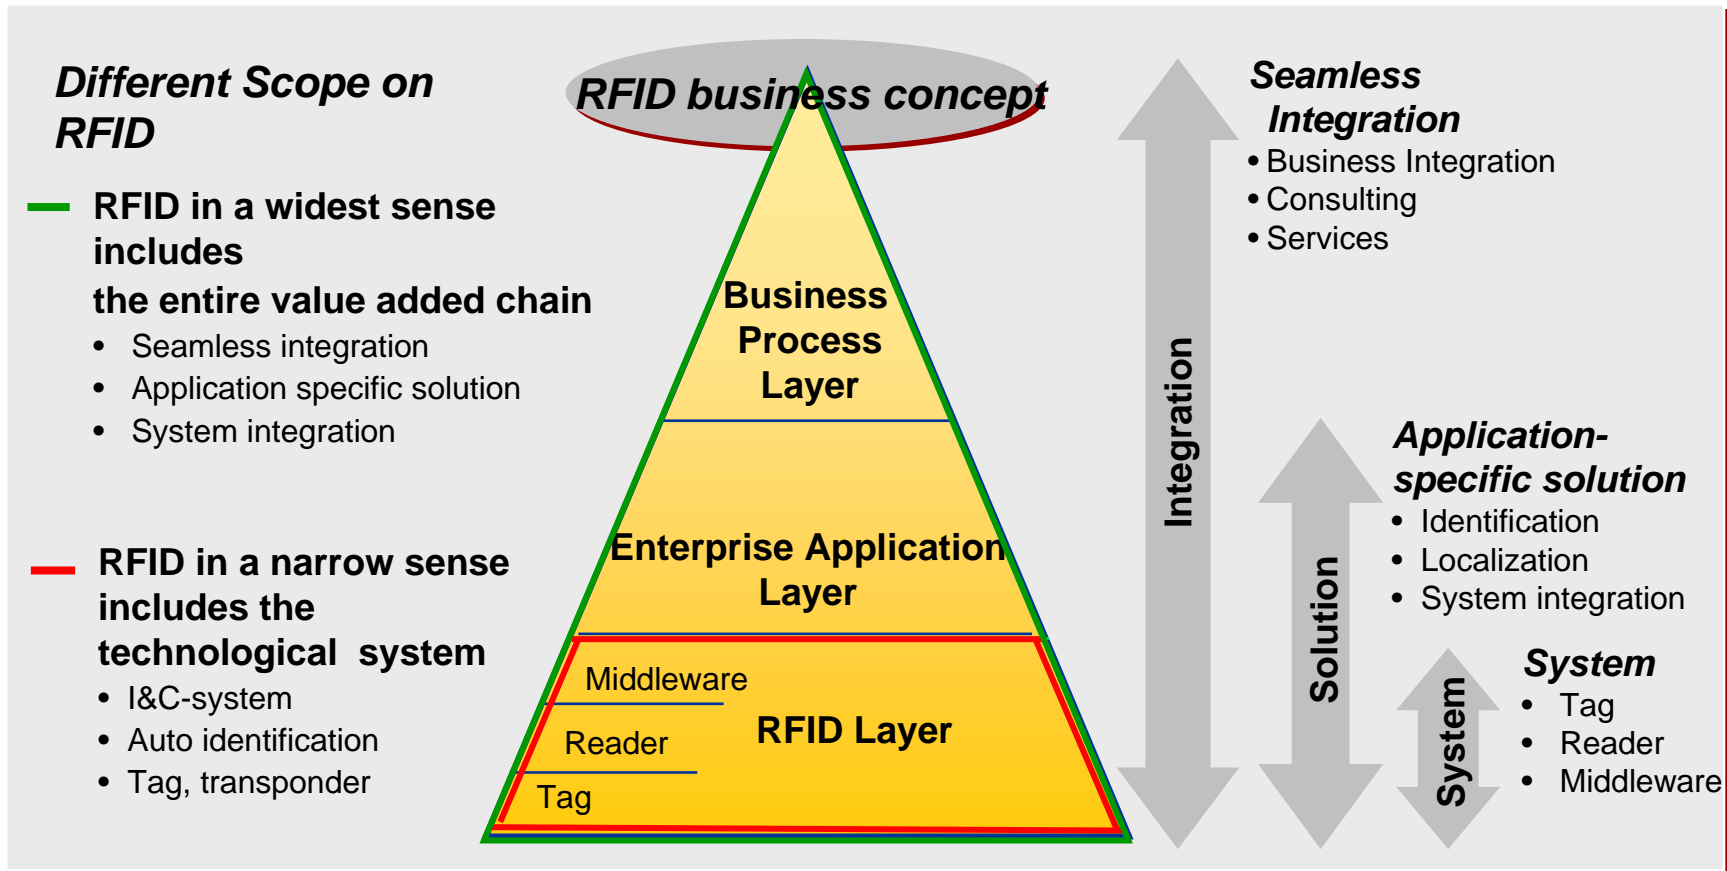 Different Scope on
RFID
RFID in a widest sense
includes
the entire value added chain
• Seamless integration
• Application specific solution
• System integration
RFID in a narrow sense
includes the
technological system
• I&C-system
• Auto identification
• Tag, transponder
RFID business concept
Business
Process
Layer
Enterprise Application
Layer
Middleware
Reader
Tag
RFID Layer
Integration
Seamless
Integration
• Business Integration
• Consulting
• Services
Solution
Application-
specific solution
• Identification
• Localization
• System integration
System
System
• Tag
• Reader
• Middleware